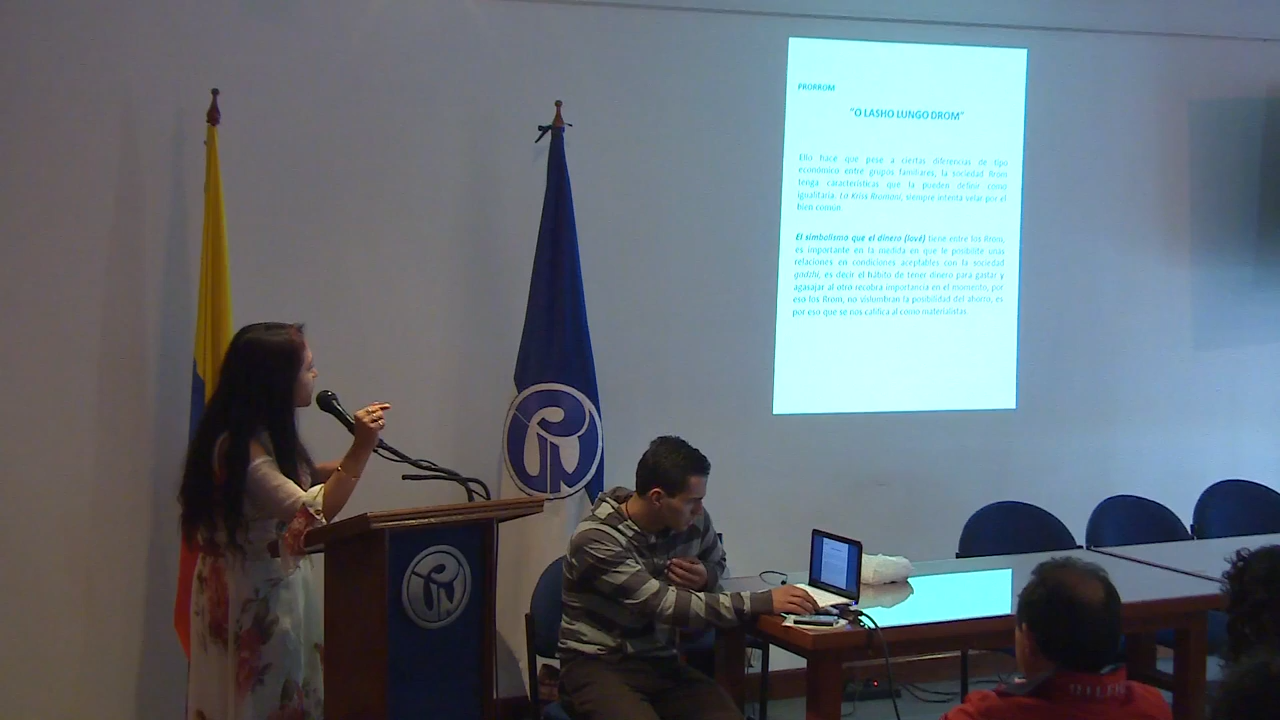 PRORROM
"O LASHO LUNGO DROM"
Ello hace que pese a ciertas diferencias de tipo
económico entre grupos familiares, la sociedad Rrom
tenga características que la pueden definir como
igualitaria. La Kriss Rromaní, siempre intenta velar por el
bien común.
El simbolismo que el dinero (lové) tiene entre los Rrom,
es importante en la medida en que le posibilite unas
relaciones en condiciones aceptables con la sociedad
gadzhi, es decir el hábito de tener dinero para gastar y
agasajar al otro recobra importancia en el momento, por
eso los Rrom, no vislumbran la posibilidad del ahorro, es
por eso que se nos califica al como materialistas.